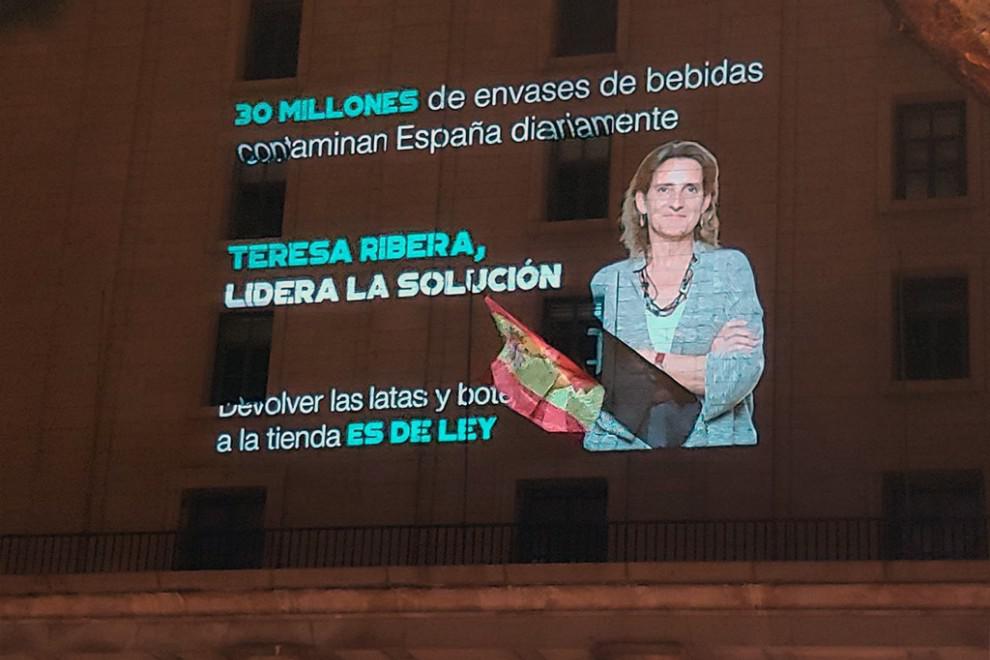 30 MILLONES de envases de bebidas
contaminan España diariamente
TERESA RIBERA,
LIDERA LA SOLUCIÓN
Devolver las latas y bote
a la tienda ES DE LEY